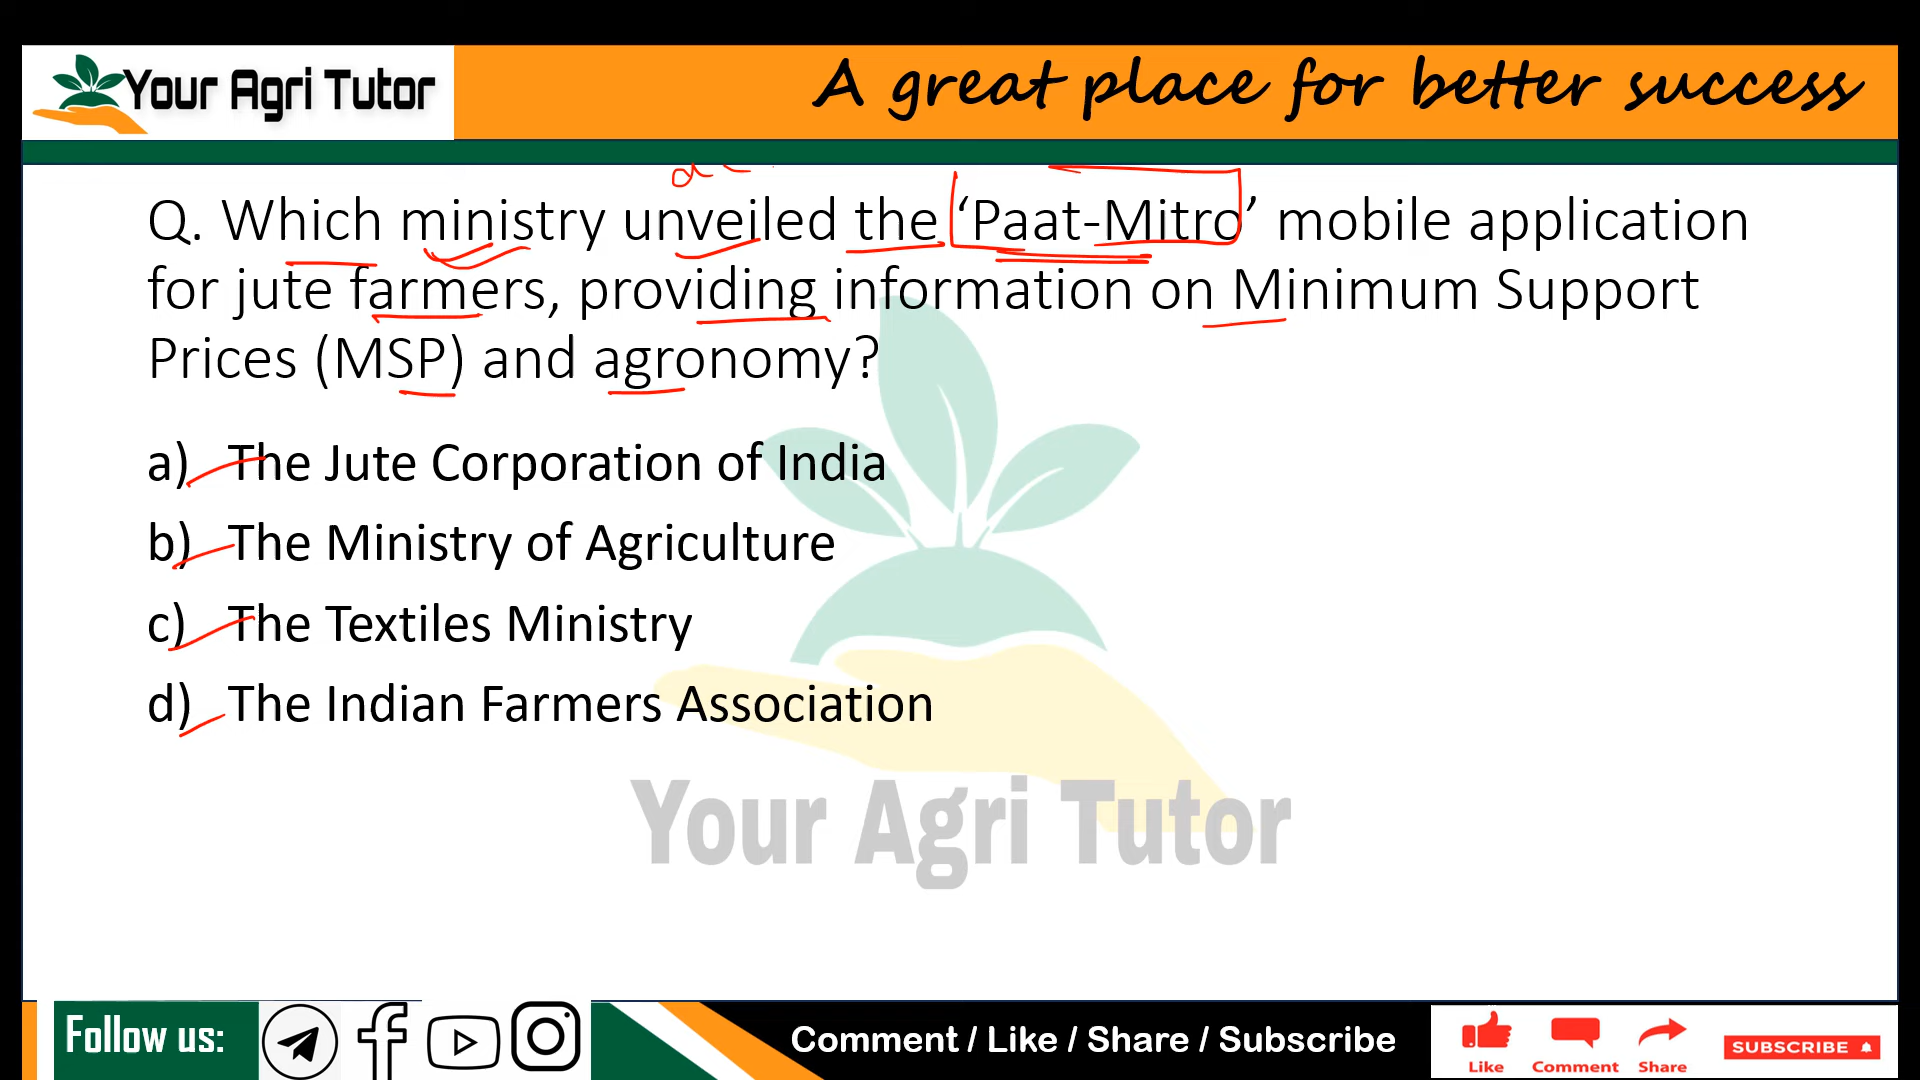 Your Agri Tutor
A great place for better success
Q. Which ministry unveiled the ‘Paat-Mitro’ mobile application
for jute farmers, providing information on Minimum Support
Prices (MSP) and agronomy?
a) The Jute Corporation of India
b) The Ministry of Agriculture
c) The Textiles Ministry
d) The Indian Farmers Association
Your Agri Tutor
Follow us:
Comment / Like / Share / Subscribe
Like
Comment
Share
SUBSCRIBE